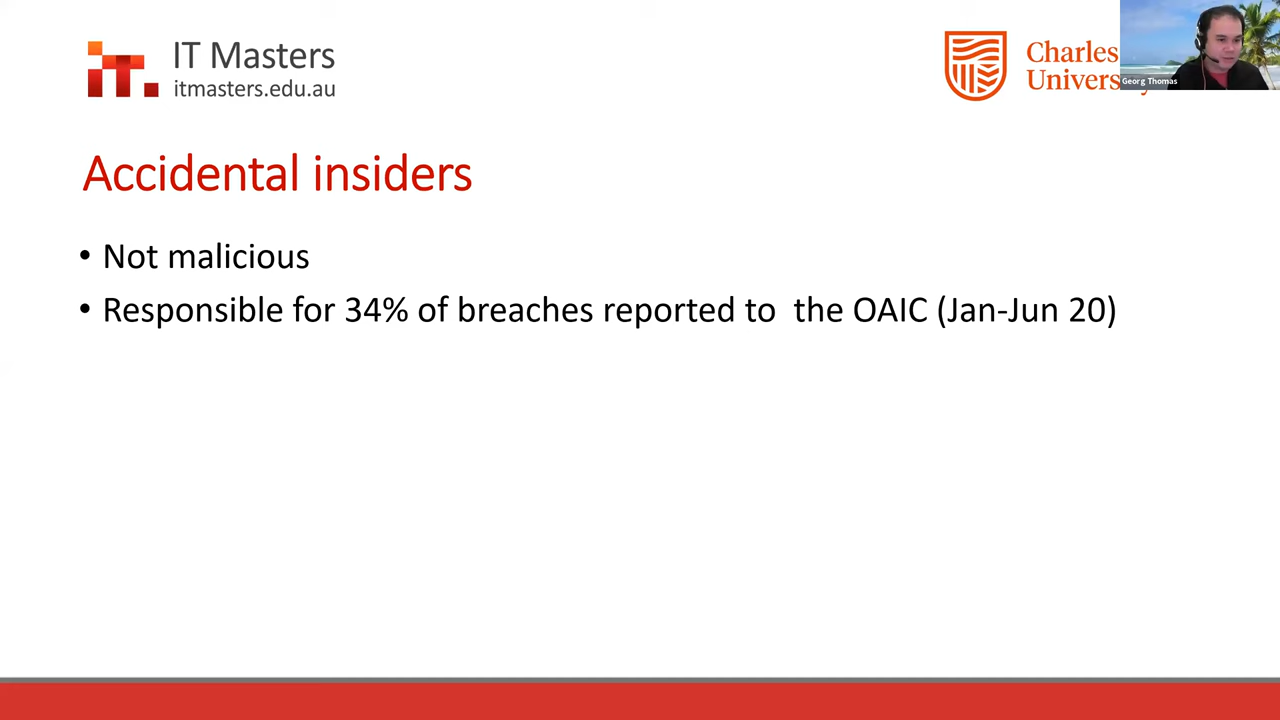 IT Masters
itmasters.edu.au
Charles
University
Georg Thomas
Accidental insiders
• Not malicious
• Responsible for 34% of breaches reported to  the OAIC (Jan-Jun 20)